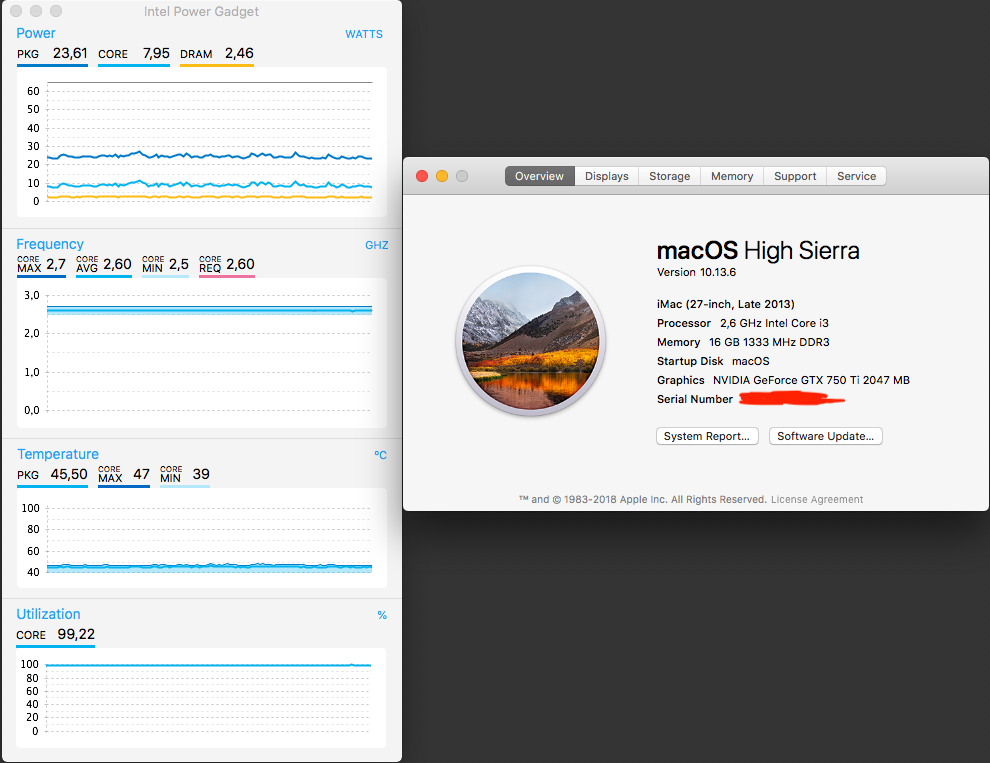 Intel Power Gadget
Power WATTS
PKG 23,61 CORE 7,95 DRAM 2,46
60
50
40
30
20
10
0
Frequency GHZ
CORE MAX 2,7 CORE AVG 2,60 CORE MIN 2,5 CORE REQ 2,60
3,0
2,0
1,0
0,0
Temperature °C
PKG 45,50 CORE MAX 47 CORE MIN 39
100
80
60
40
Utilization %
CORE 99,22
100
80
60
40
20
0
Overview Displays Storage Memory Support Service
macOS High Sierra
Version 10.13.6
iMac (27-inch, Late 2013)
Processor 2,6 GHz Intel Core i3
Memory 16 GB 1333 MHz DDR3
Startup Disk macOS
Graphics NVIDIA GeForce GTX 750 Ti 2047 MB
Serial Number
System Report... Software Update...
™ and © 1983-2018 Apple Inc. All Rights Reserved. License Agreement